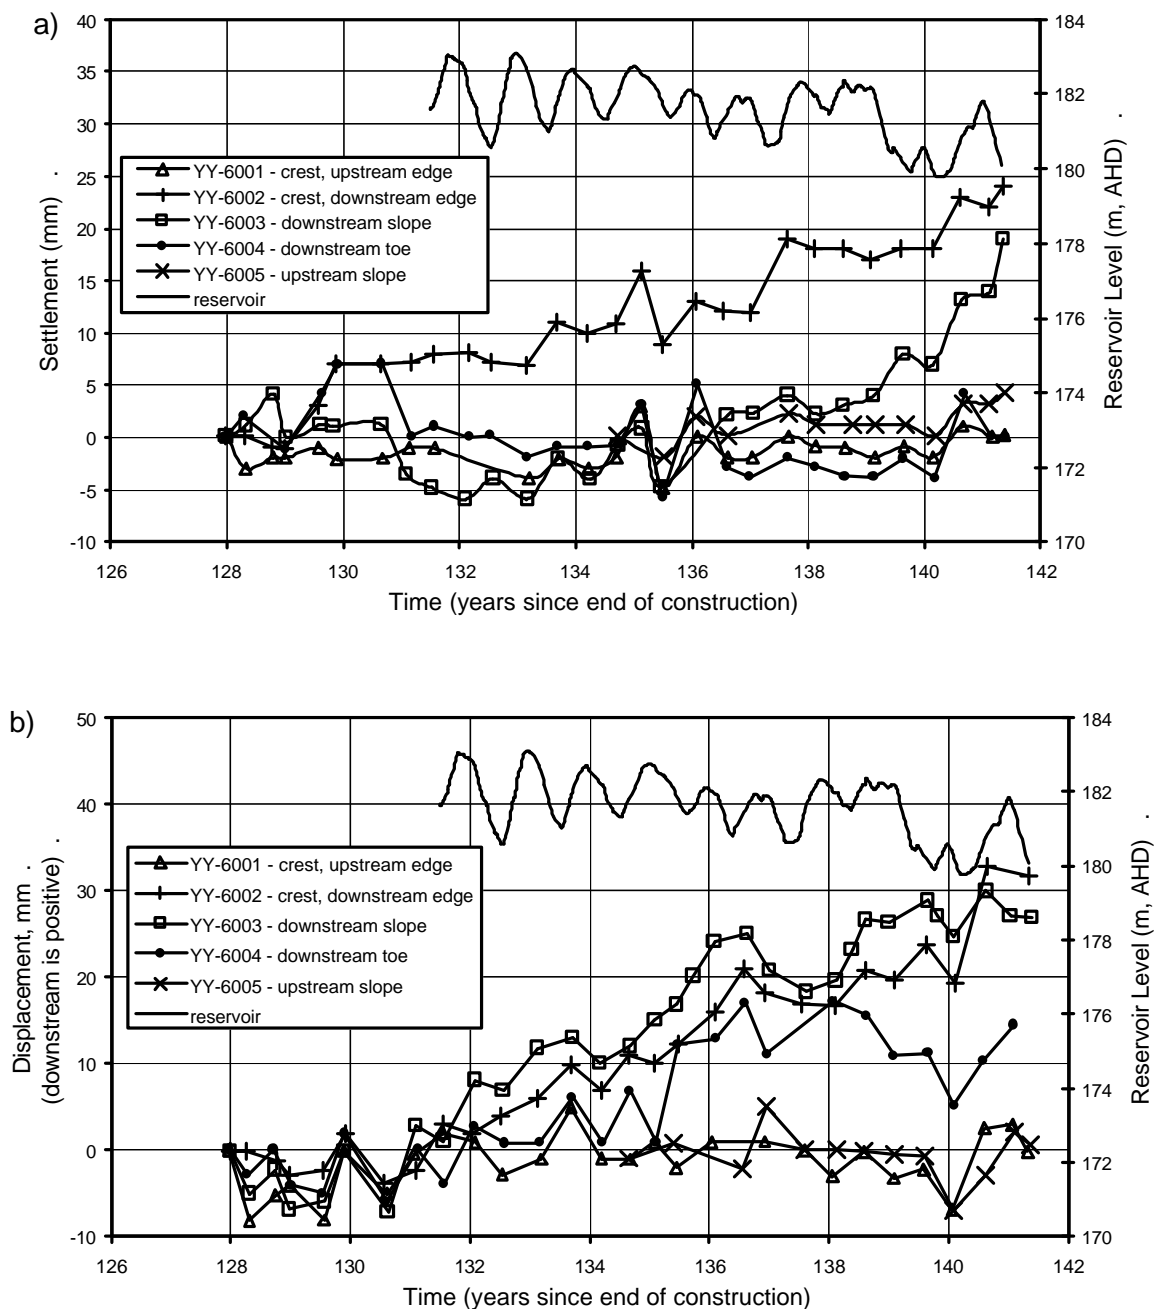 a)
40
35
30
25
20
15
10
5
0
-5
-10
Settlement (mm) .
184
182
180
178
176
174
172
170
Reservoir Level (m, AHD) .
YY-6001 - crest, upstream edge
YY-6002 - crest, downstream edge
YY-6003 - downstream slope
YY-6004 - downstream toe
YY-6005 - upstream slope
reservoir
126 128 130 132 134 136 138 140 142
Time (years since end of construction)
b)
50
40
30
20
10
0
-10
Displacement, mm .
(downstream is positive) .
184
182
180
178
176
174
172
170
Reservoir Level (m, AHD) .
YY-6001 - crest, upstream edge
YY-6002 - crest, downstream edge
YY-6003 - downstream slope
YY-6004 - downstream toe
YY-6005 - upstream slope
reservoir
126 128 130 132 134 136 138 140 142
Time (years since end of construction)